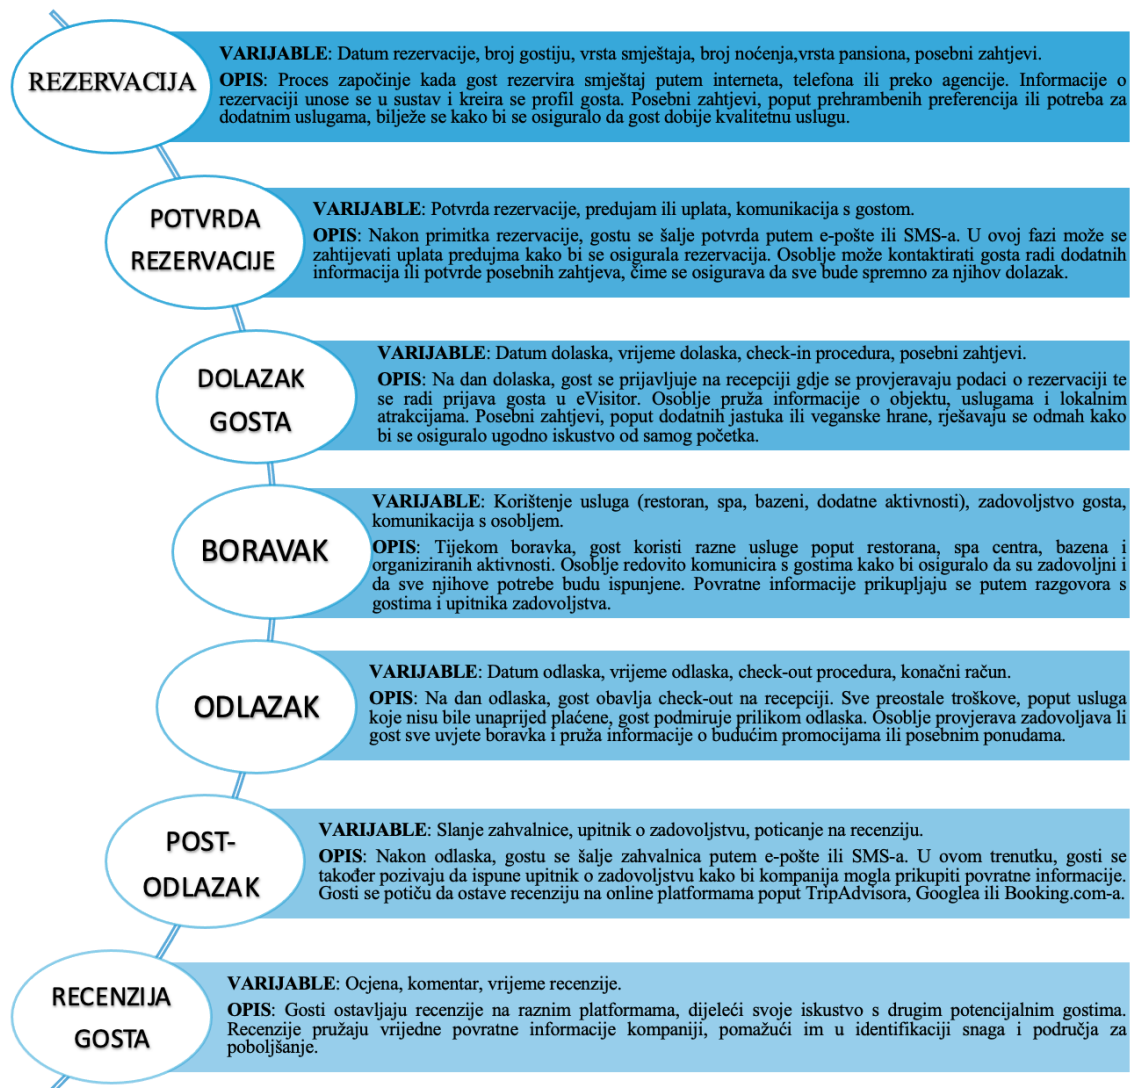 REZERVACIJA
VARIJABLE: Datum rezervacije, broj gostiju, vrsta smještaja, broj noćenja,vrsta pansiona, posebni zahtjevi.
OPIS: Proces započinje kada gost rezervira smještaj putem interneta, telefona ili preko agencije. Informacije o
rezervaciji unose se u sustav i kreira se profil gosta. Posebni zahtjevi, poput prehrambenih preferencija ili potreba za
dodatnim uslugama, bilježe se kako bi se osiguralo da gost dobije kvalitetnu uslugu.
POTVRDA
REZERVACIJE
VARIJABLE: Potvrda rezervacije, predujam ili uplata, komunikacija s gostom.
OPIS: Nakon primitka rezervacije, gostu se šalje potvrda putem e-pošte ili SMS-a. U ovoj fazi može se
zahtijevati uplata predujma kako bi se osigurala rezervacija. Osoblje može kontaktirati gosta radi dodatnih
informacija ili potvrde posebnih zahtjeva, čime se osigurava da sve bude spremno za njihov dolazak.
DOLAZAK
GOSTA
VARIJABLE: Datum dolaska, vrijeme dolaska, check-in procedura, posebni zahtjevi.
OPIS: Na dan dolaska, gost se prijavljuje na recepciji gdje se provjeravaju podaci o rezervaciji te
se radi prijava gosta u eVisitor. Osoblje pruža informacije o objektu, uslugama i lokalnim
atrakcijama. Posebni zahtjevi, poput dodatnih jastuka ili veganske hrane, rješavaju se odmah kako
bi se osiguralo ugodno iskustvo od samog početka.
BORAVAK
VARIJABLE: Korištenje usluga (restoran, spa, bazeni, dodatne aktivnosti), zadovoljstvo gosta,
komunikacija s osobljem.
OPIS: Tijekom boravka, gost koristi razne usluge poput restorana, spa centra, bazena i
organiziranih aktivnosti. Osoblje redovito komunicira s gostima kako bi osiguralo da su zadovoljni i
da sve njihove potrebe budu ispunjene. Povratne informacije prikupljaju se putem razgovora s
gostima i upitnika zadovoljstva.
ODLAZAK
VARIJABLE: Datum odlaska, vrijeme odlaska, check-out procedura, konačni račun.
OPIS: Na dan odlaska, gost obavlja check-out na recepciji. Sve preostale troškove, poput usluga
koje nisu bile unaprijed plaćene, gost podmiruje prilikom odlaska. Osoblje provjerava zadovoljava li
gost sve uvjete boravka i pruža informacije o budućim promocijama ili posebnim ponudama.
POST-
ODLAZAK
VARIJABLE: Slanje zahvalnice, upitnik o zadovoljstvu, poticanje na recenziju.
OPIS: Nakon odlaska, gostu se šalje zahvalnica putem e-pošte ili SMS-a. U ovom trenutku, gosti se
također pozivaju da ispune upitnik o zadovoljstvu kako bi kompanija mogla prikupiti povratne informacije.
Gosti se potiču da ostave recenziju na online platformama poput TripAdvisora, Googlea ili Booking.com-a.
RECENZIJA
GOSTA
VARIJABLE: Ocjena, komentar, vrijeme recenzije.
OPIS: Gosti ostavljaju recenzije na raznim platformama, dijeleći svoje iskustvo s drugim potencijalnim gostima.
Recenzije pružaju vrijedne povratne informacije kompaniji, pomažući im u identifikaciji snaga i područja za
poboljšanje.